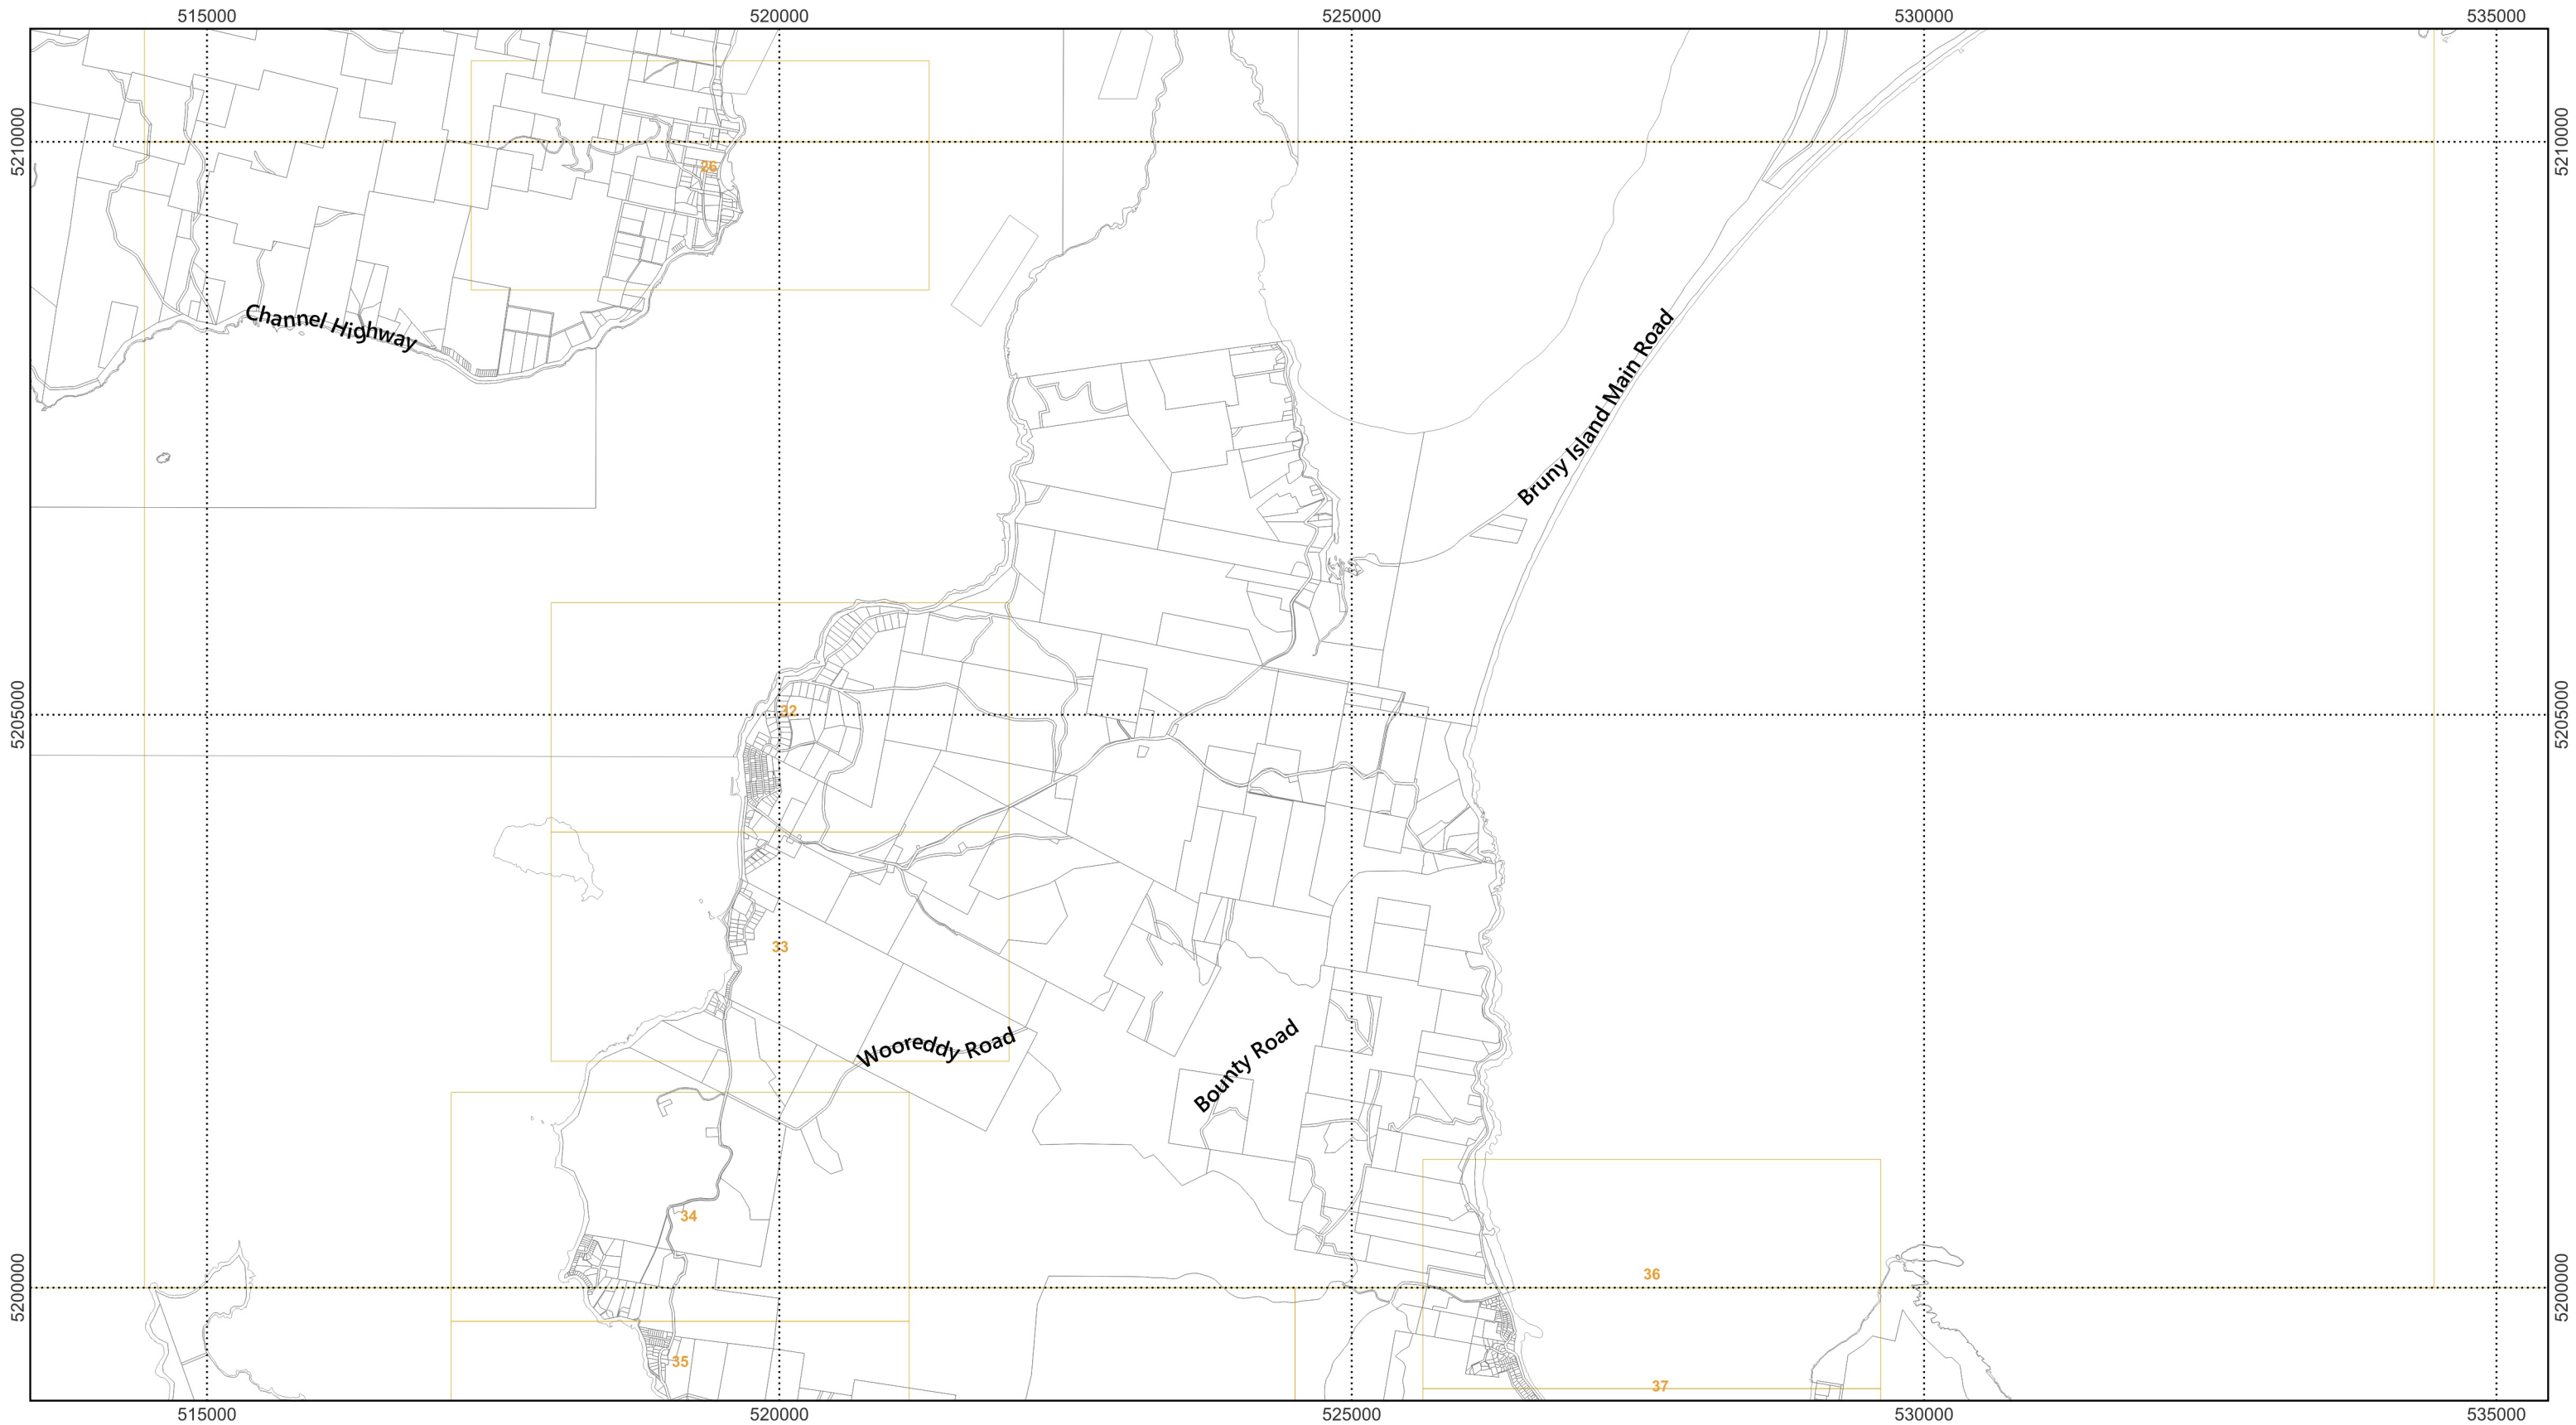 515000 520000 525000 530000 535000
5210000 5210000
26
Channel Highway
Bruny Island Main Road
32
5205000 5205000
33
Wooreddy Road
Bounty Road
34
36
5200000 5200000
35
37
515000 520000 525000 530000 535000